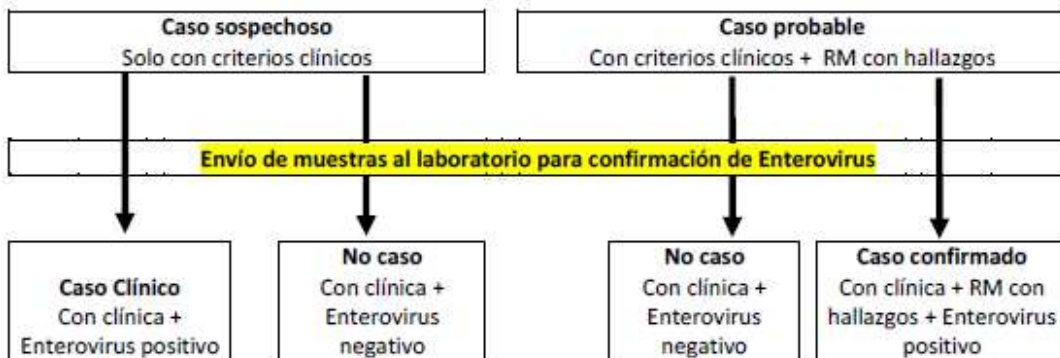 Caso sospechoso
Solo con criterios clínicos
Caso probable
Con criterios clínicos + RM con hallazgos
Envío de muestras al laboratorio para confirmación de Enterovirus
Caso Clínico
Con clínica +
Enterovirus positivo
No caso
Con clínica +
Enterovirus
negativo
No caso
Con clínica +
Enterovirus
negativo
Caso confirmado
Con clínica + RM con
hallazgos + Enterovirus
positivo